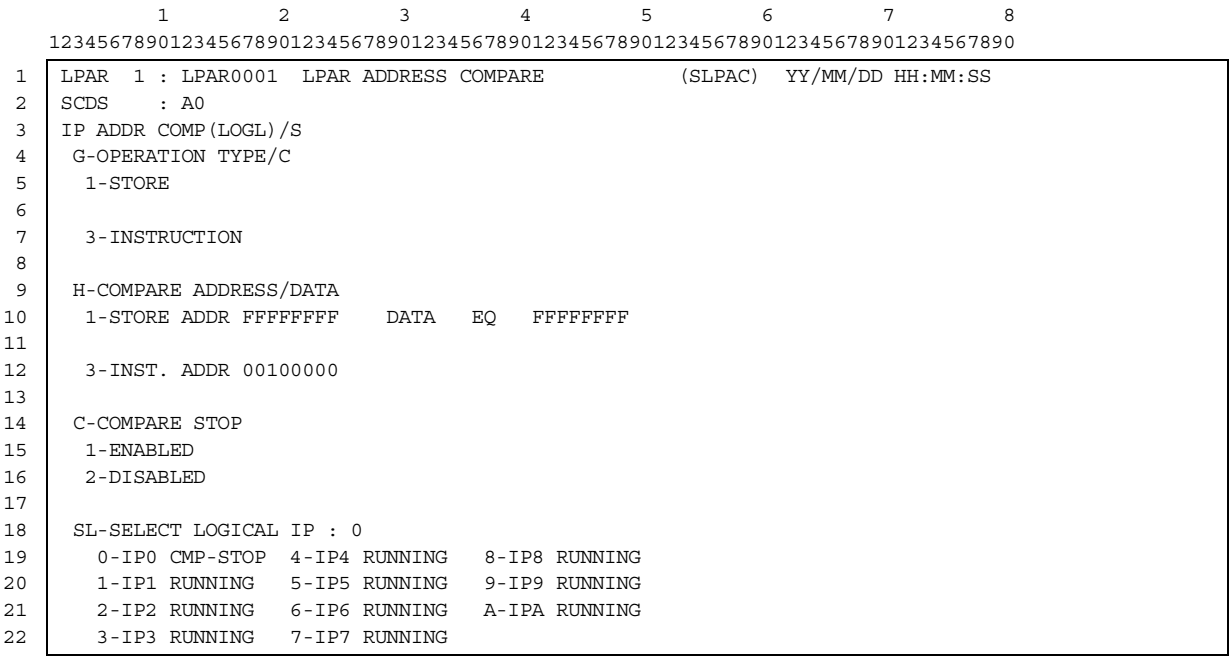 1 2 3 4 5 6 7 8
12345678901234567890123456789012345678901234567890123456789012345678901234567890
1 LPAR 1 : LPAR0001 LPAR ADDRESS COMPARE (SLPAC) YY/MM/DD HH:MM:SS
2 SCDS : A0
3 IP ADDR COMP(LOGL)/S
4 G-OPERATION TYPE/C
5 1-STORE
6
7 3-INSTRUCTION
8
9 H-COMPARE ADDRESS/DATA
10 1-STORE ADDR FFFFFFFF DATA EQ FFFFFFFF
11
12 3-INST. ADDR 00100000
13
14 C-COMPARE STOP
15 1-ENABLED
16 2-DISABLED
17
18 SL-SELECT LOGICAL IP : 0
19 0-IP0 CMP-STOP 4-IP4 RUNNING 8-IP8 RUNNING
20 1-IP1 RUNNING 5-IP5 RUNNING 9-IP9 RUNNING
21 2-IP2 RUNNING 6-IP6 RUNNING A-IPA RUNNING
22 3-IP3 RUNNING 7-IP7 RUNNING